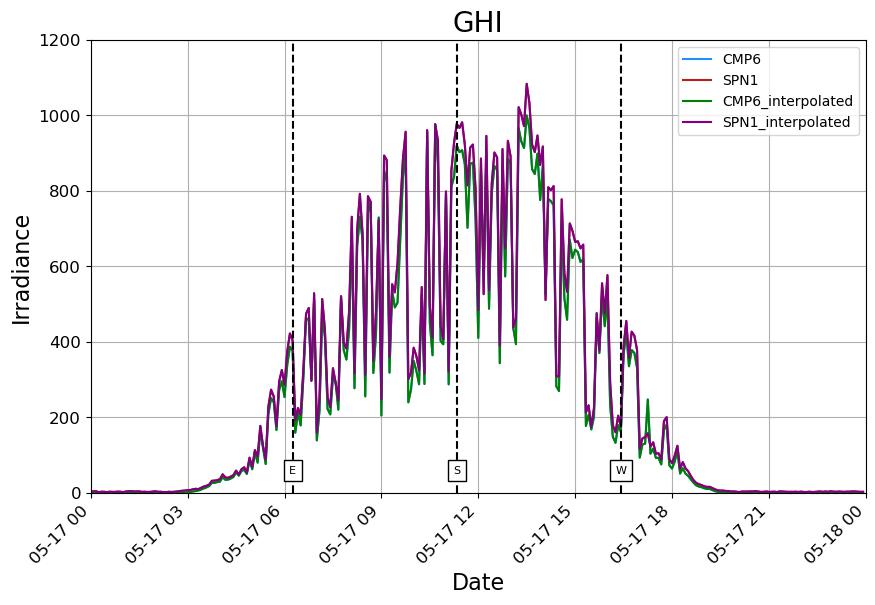 GHI
1200
1000
800
600
400
200
0
Irradiance
CMP6
SPN1
CMP6_interpolated
SPN1_interpolated
E
S
W
05-17 00
05-17 03
05-17 06
05-17 09
05-17 12
05-17 15
05-17 18
05-17 21
05-18 00
Date